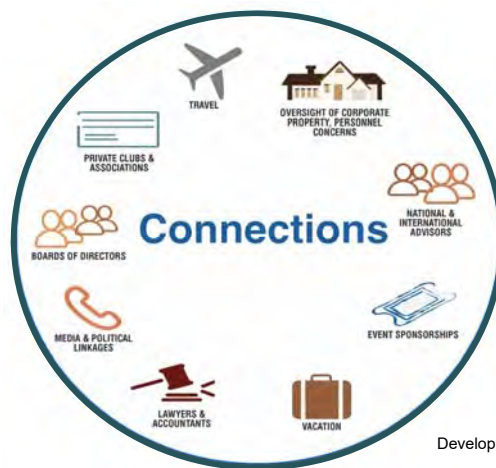 TRAVEL
OVERSIGHT OF CORPORATE
PROPERTY, PERSONNEL
CONCERNS
PRIVATE CLUBS &
ASSOCIATIONS
NATIONAL &
INTERNATIONAL
ADVISORS
Connections
BOARDS OF DIRECTORS
MEDIA & POLITICAL
LINKAGES
EVENT SPONSORSHIPS
LAWYERS &
ACCOUNTANTS
VACATION
Develop